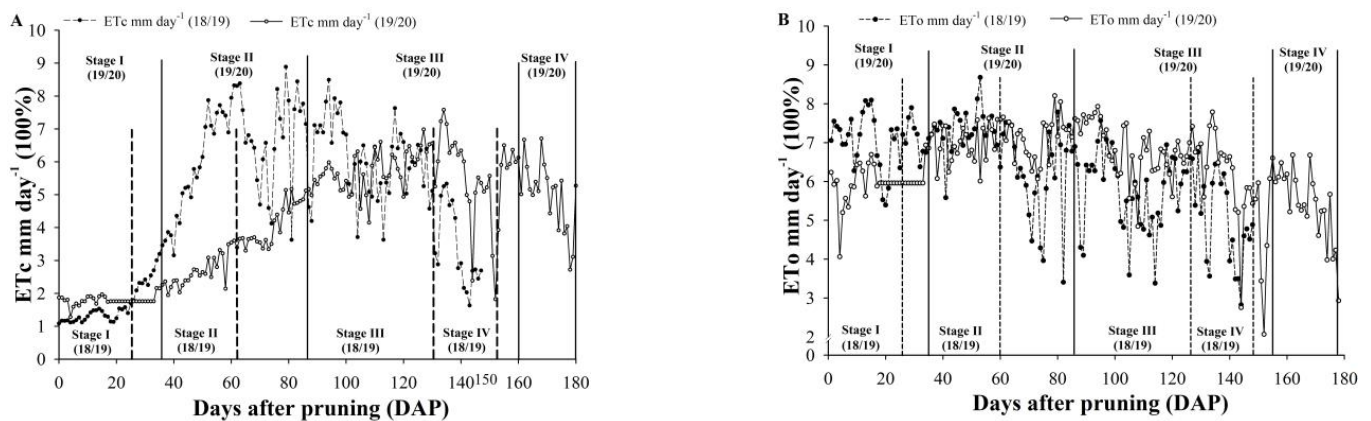 A
ETc mm day⁻¹ (18/19)
ETc mm day⁻¹ (19/20)
10
9
8
7
6
5
4
3
2
1
0
ETc mm day⁻¹ (100%)
Stage I
(19/20)
Stage II
(19/20)
Stage III
(19/20)
Stage IV
(19/20)
Stage I
(18/19)
Stage II
(18/19)
Stage III
(18/19)
Stage IV
(18/19)
0 20 40 60 80 100 120 140 150 160 180
Days after pruning (DAP)
B
ETo mm day⁻¹ (18/19)
ETo mm day⁻¹ (19/20)
10
9
8
7
6
5
4
3
2
0
ETo mm day⁻¹ (100%)
Stage I
(19/20)
Stage II
(19/20)
Stage III
(19/20)
Stage IV
(19/20)
Stage I
(18/19)
Stage II
(18/19)
Stage III
(18/19)
Stage IV
(18/19)
0 20 40 60 80 100 120 140 160 180
Days after pruning (DAP)